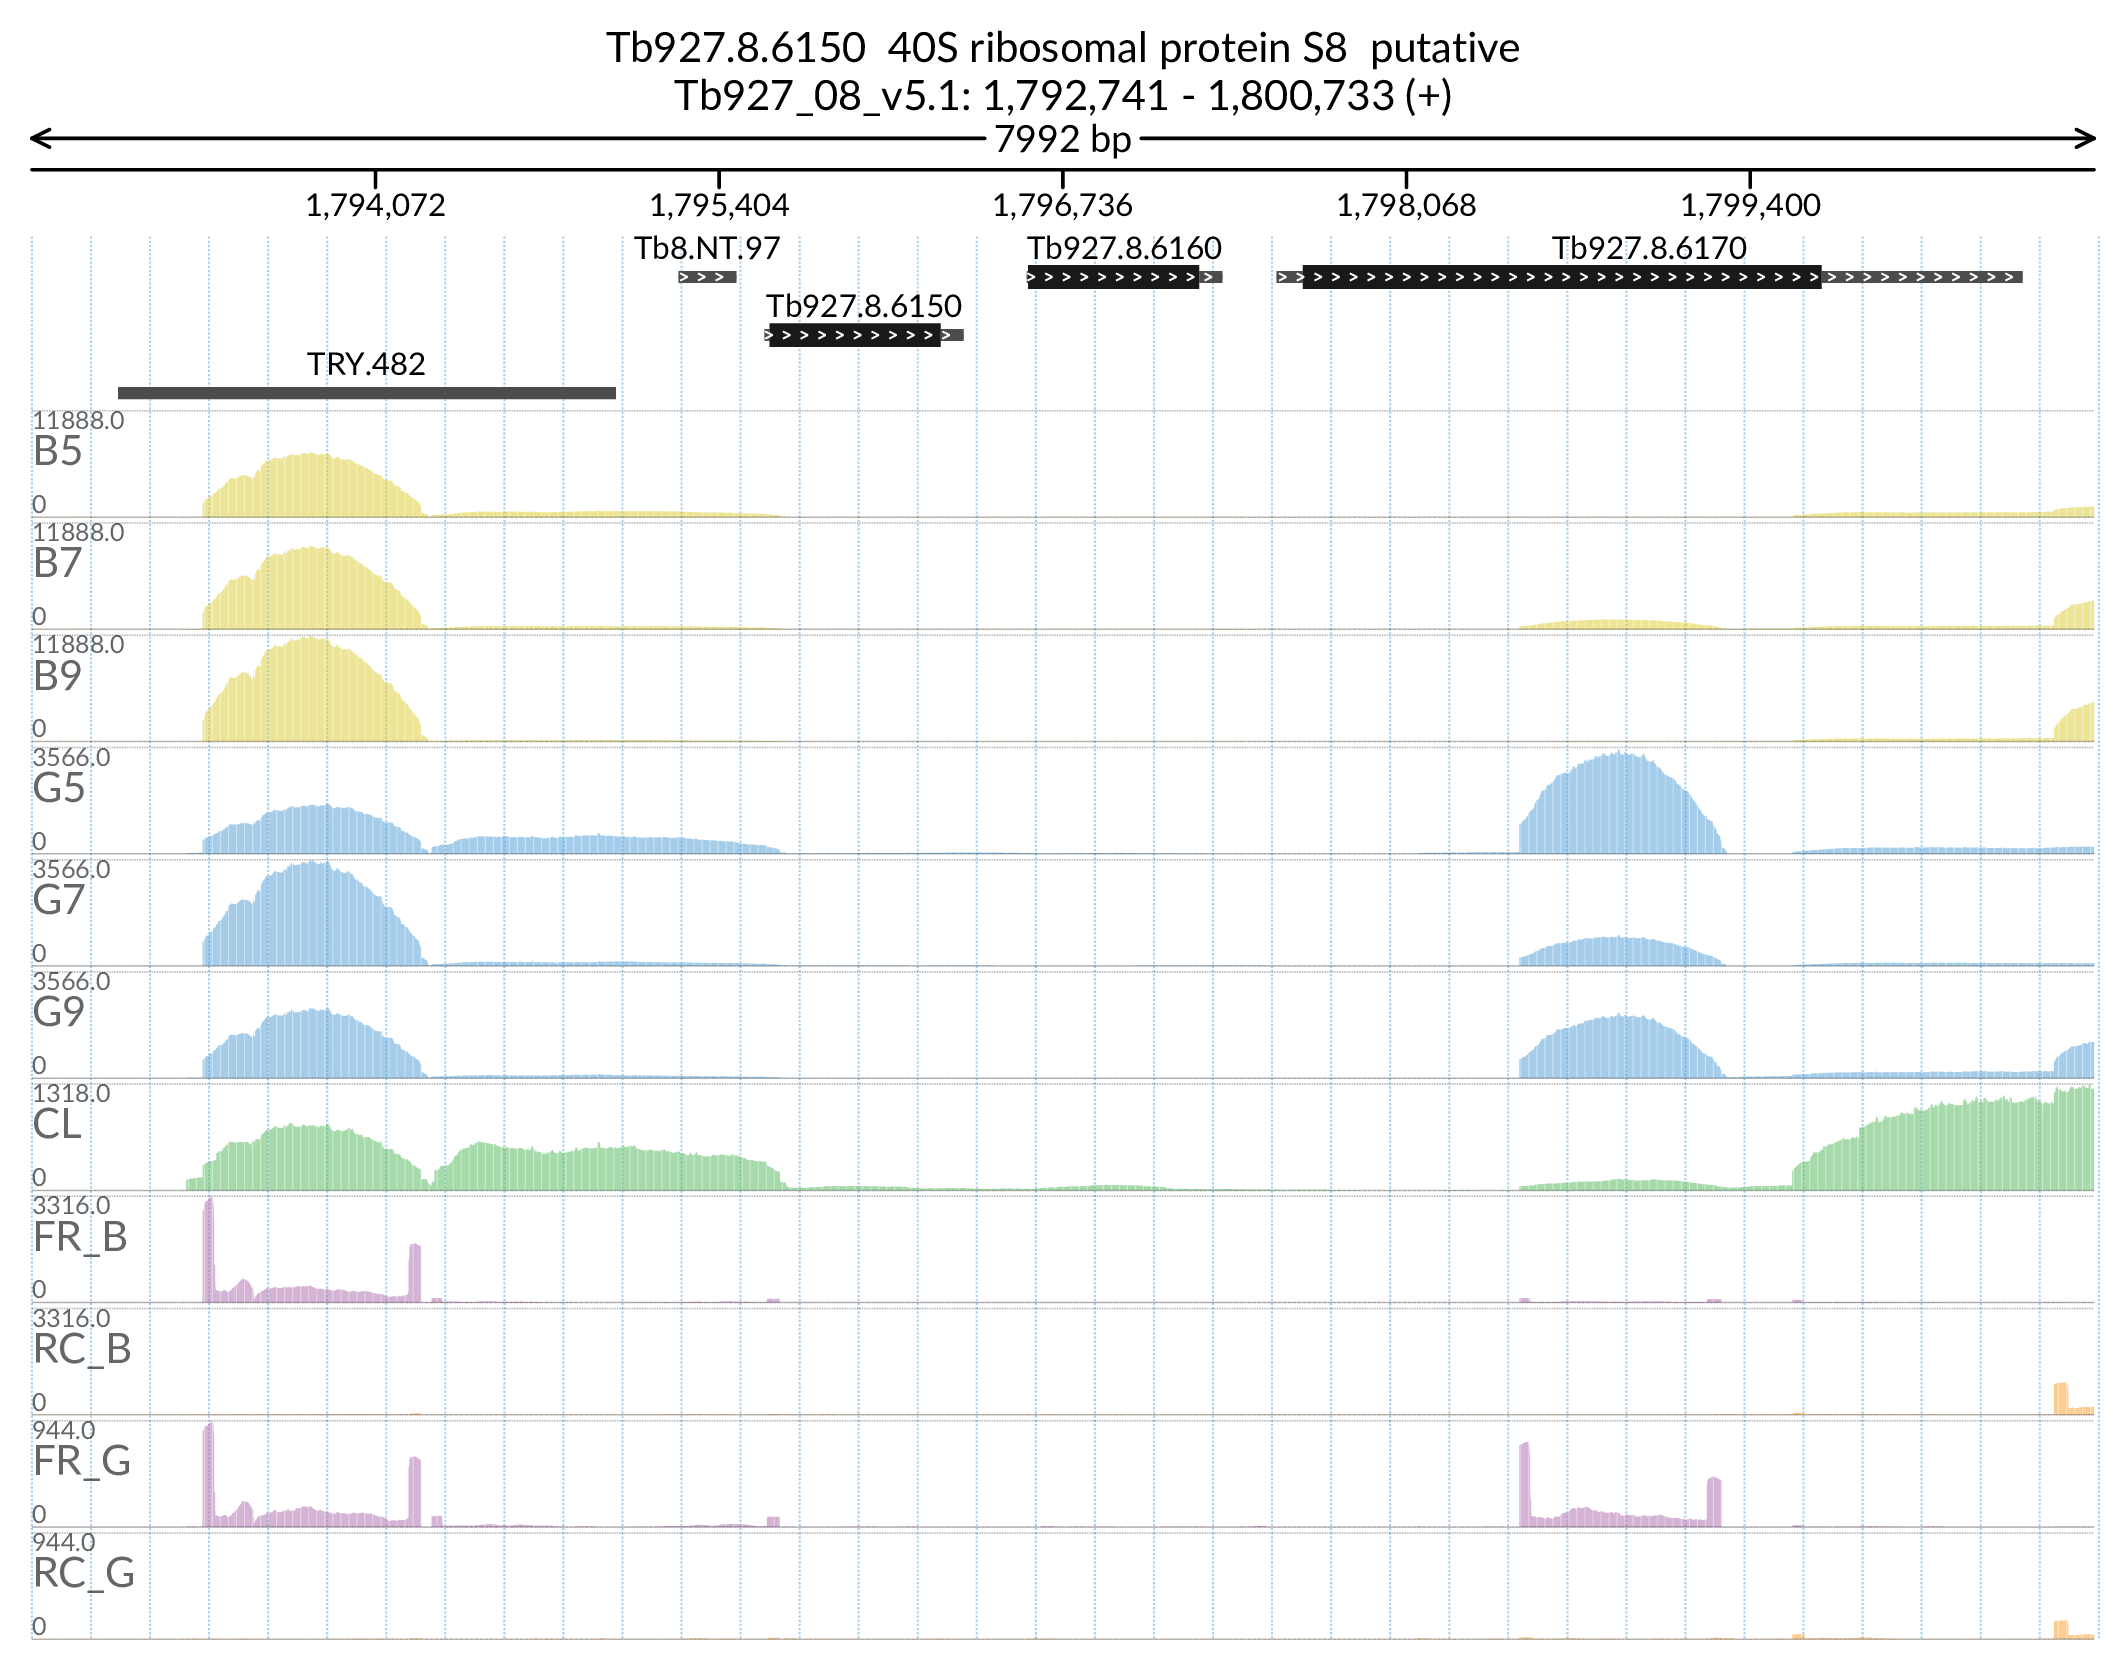 Tb927.8.6150  40S ribosomal protein S8  putative
Tb927_08_v5.1: 1,792,741 - 1,800,733 (+)
7992 bp
1,794,072 1,795,404 1,796,736 1,798,068 1,799,400
Tb8.NT.97 Tb927.8.6160 Tb927.8.6170
Tb927.8.6150
TRY.482
11888.0
B5
0
11888.0
B7
0
11888.0
B9
0
3566.0
G5
0
3566.0
G7
0
3566.0
G9
0
1318.0
CL
0
3316.0
FR_B
0
3316.0
RC_B
0
944.0
FR_G
0
944.0
RC_G
0